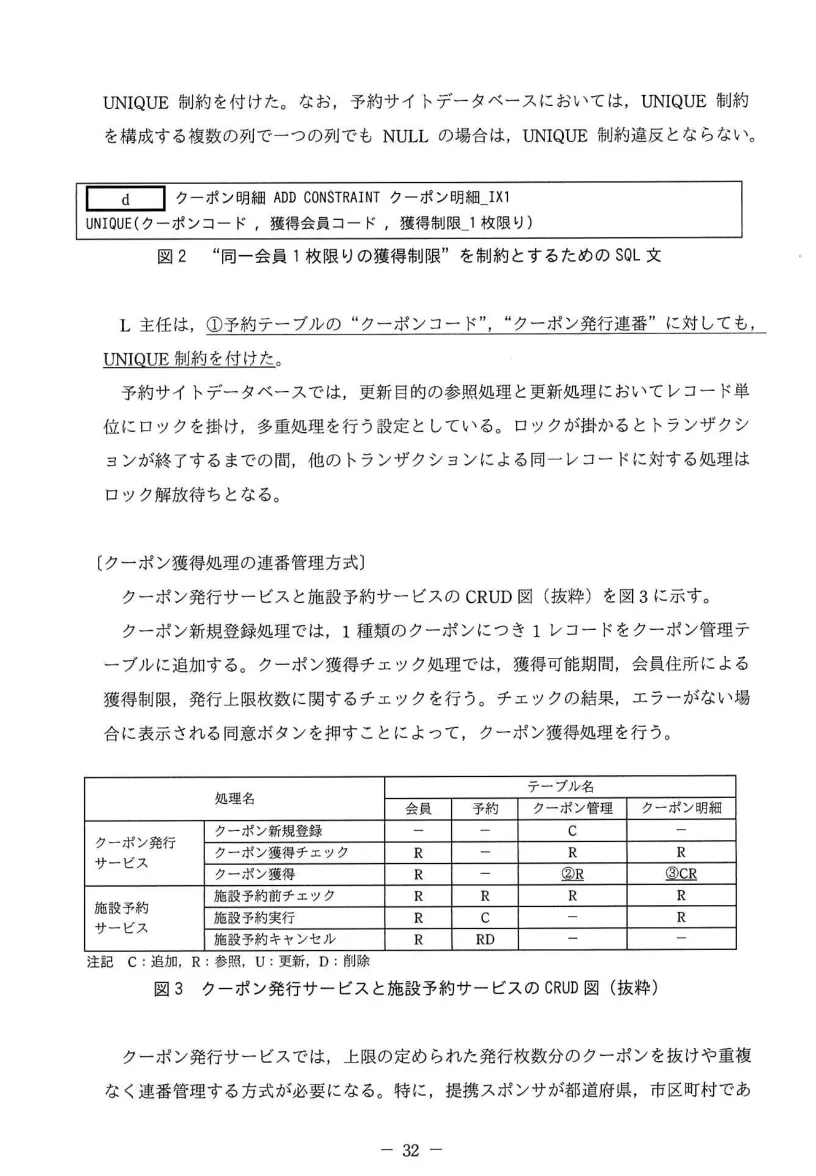 UNIQUE 制約を付けた。なお，予約サイトデータベースにおいては，UNIQUE 制約
を構成する複数の列で一つの列でも NULL の場合は，UNIQUE 制約違反とならない。
d クーポン明細 ADD CONSTRAINT クーポン明細_IX1
UNIQUE(クーポンコード , 獲得会員コード , 獲得制限_1枚限り)
図2 “同一会員1枚限りの獲得制限”を制約とするためのSQL文
L 主任は，①予約テーブルの“クーポンコード”，“クーポン発行連番”に対しても，
UNIQUE 制約を付けた。
予約サイトデータベースでは，更新目的の参照処理と更新処理においてレコード単
位にロックを掛け，多重処理を行う設定としている。ロックが掛かるとトランザクシ
ョンが終了するまでの間，他のトランザクションによる同一レコードに対する処理は
ロック解放待ちとなる。
〔クーポン獲得処理の連番管理方式〕
クーポン発行サービスと施設予約サービスの CRUD 図（抜粋）を図3に示す。
クーポン新規登録処理では，1 種類のクーポンにつき 1 レコードをクーポン管理テ
ーブルに追加する。クーポン獲得チェック処理では，獲得可能期間，会員住所による
獲得制限，発行上限枚数に関するチェックを行う。チェックの結果，エラーがない場
合に表示される同意ボタンを押すことによって，クーポン獲得処理を行う。
処理名 テーブル名
会員 予約 クーポン管理 クーポン明細
クーポン発行サービス クーポン新規登録 － － C －
クーポン獲得チェック R － R R
クーポン獲得 R － ②R ③CR
施設予約サービス 施設予約前チェック R R R R
施設予約実行 R C － R
施設予約キャンセル R RD － －
注記 C：追加，R：参照，U：更新，D：削除
図3 クーポン発行サービスと施設予約サービスのCRUD図（抜粋）
クーポン発行サービスでは，上限の定められた発行枚数分のクーポンを抜けや重複
なく連番管理する方式が必要になる。特に，提携スポンサが都道府県，市区町村であ
－ 32 －